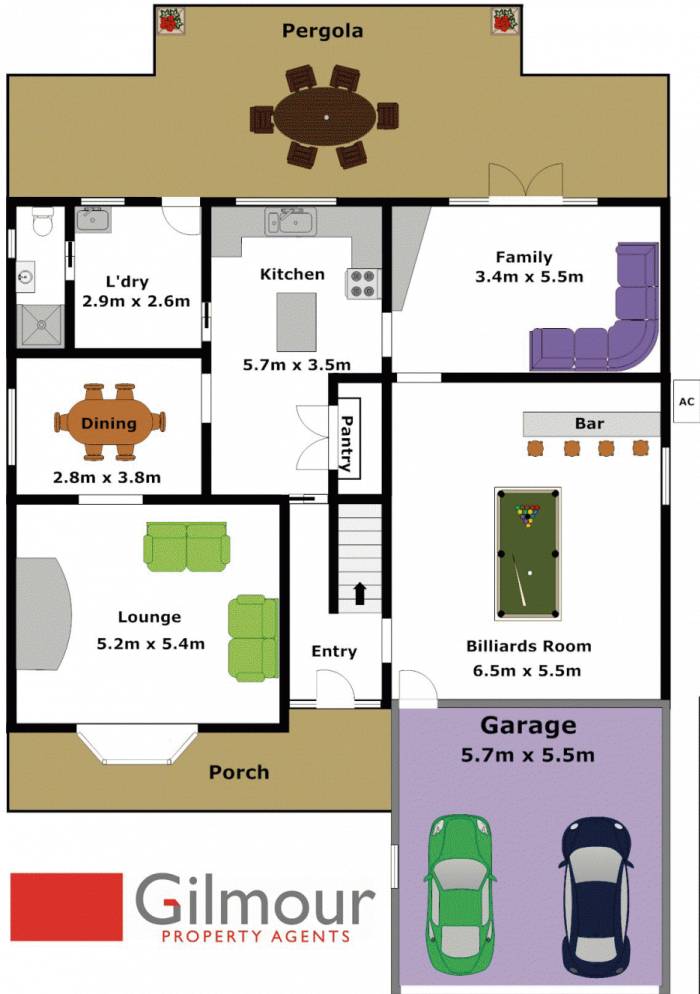 Pergola
Family
3.4m x 5.5m
L'dry
2.9m x 2.6m
Kitchen
5.7m x 3.5m
AC
Dining
2.8m x 3.8m
Pantry
Bar
Lounge
5.2m x 5.4m
Entry
Billiards Room
6.5m x 5.5m
Garage
5.7m x 5.5m
Porch
Gilmour
PROPERTY AGENTS